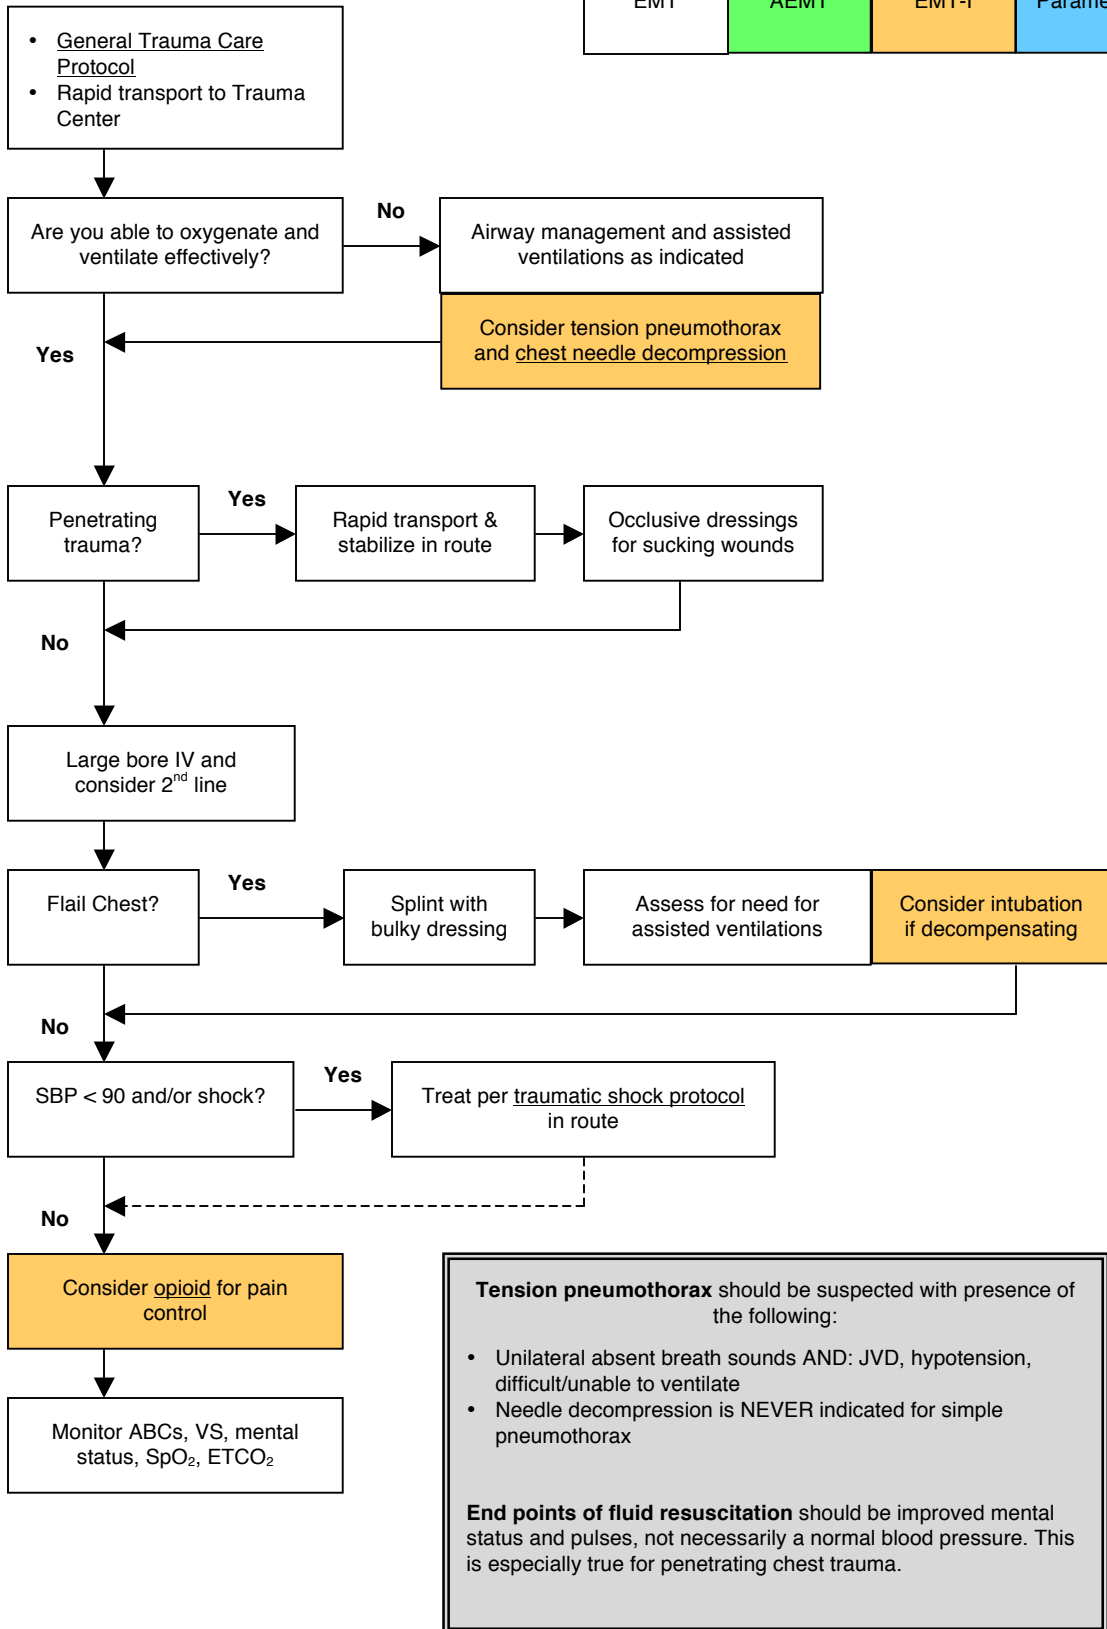 EMT
AEMT
EMT-I
• General Trauma Care
Protocol
• Rapid transport to Trauma
Center
Are you able to oxygenate and
ventilate effectively?
No
Airway management and assisted
ventilations as indicated
Consider tension pneumothorax
and chest needle decompression
Yes
Penetrating
trauma?
Yes
Rapid transport &
stabilize in route
Occlusive dressings
for sucking wounds
No
Large bore IV and
consider 2nd line
Flail Chest?
Yes
Splint with
bulky dressing
Assess for need for
assisted ventilations
Consider intubation
if decompensating
No
SBP < 90 and/or shock?
Yes
Treat per traumatic shock protocol
in route
No
Consider opioid for pain
control
Monitor ABCs, VS, mental
status, SpO₂, ETCO₂
Tension pneumothorax should be suspected with presence of
the following:
• Unilateral absent breath sounds AND: JVD, hypotension,
difficult/unable to ventilate
• Needle decompression is NEVER indicated for simple
pneumothorax
End points of fluid resuscitation should be improved mental
status and pulses, not necessarily a normal blood pressure. This
is especially true for penetrating chest trauma.